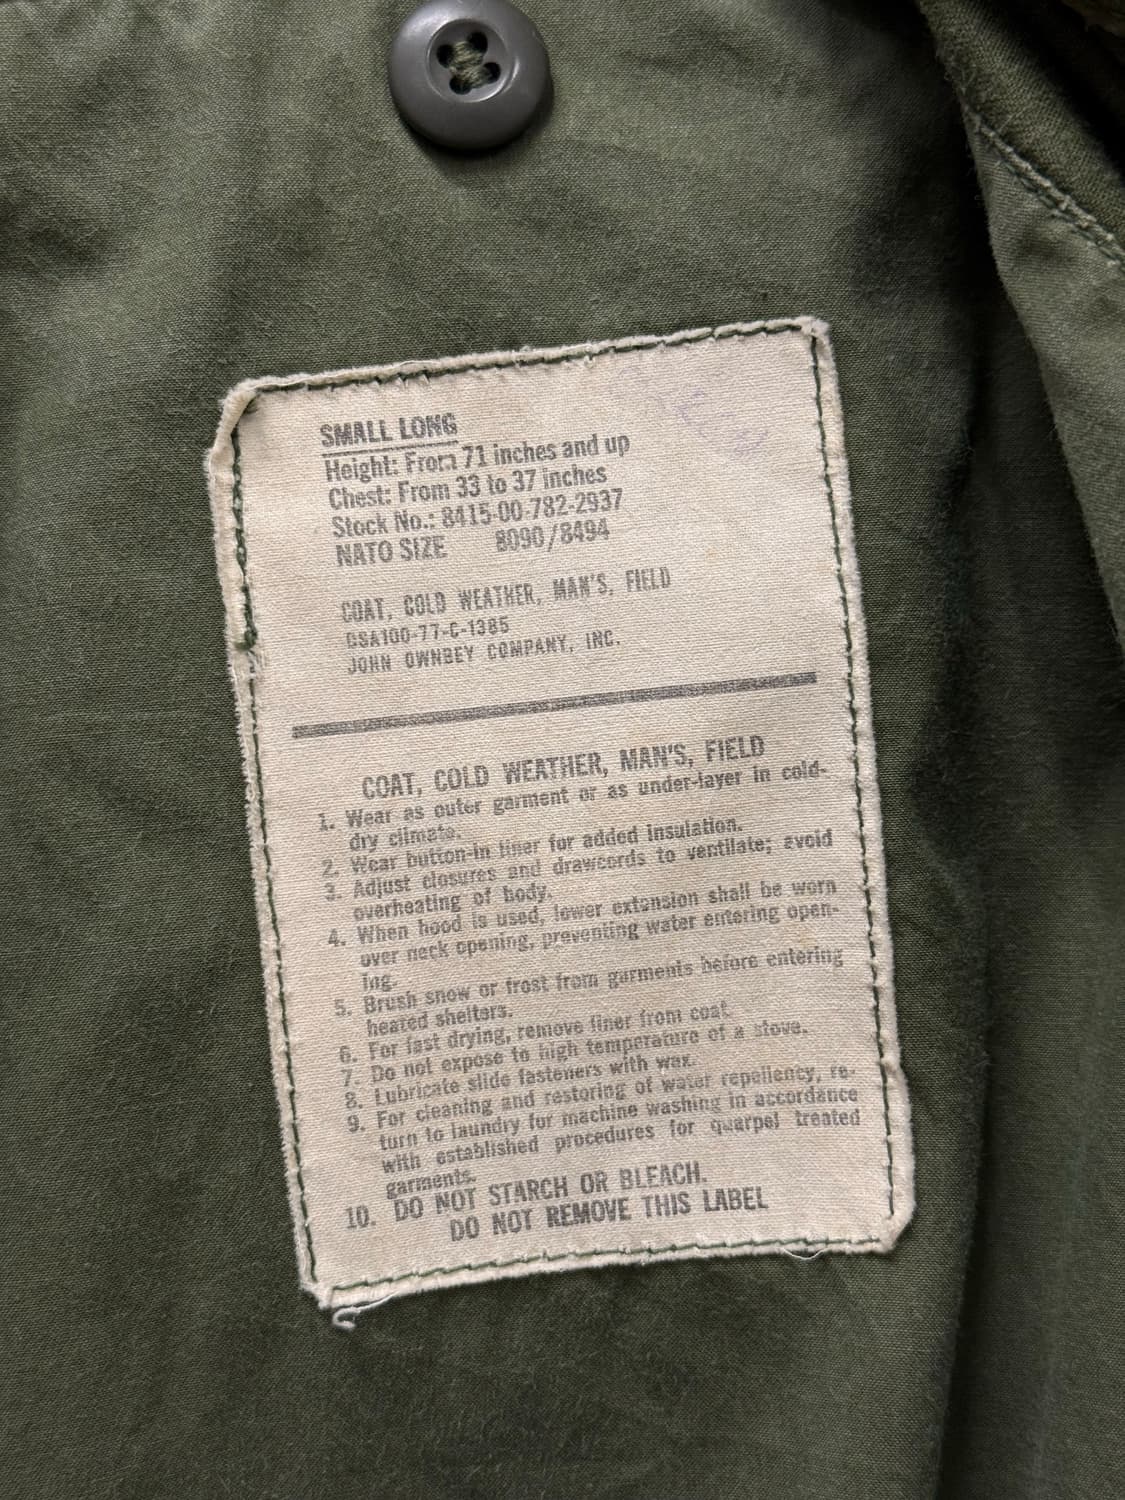 SMALL LONG
Height: From 71 inches and up
Chest: From 33 to 37 inches
Stock No.: 8415-00-782-2937
NATO SIZE 8090/8494
COAT, COLD WEATHER, MAN'S, FIELD
DSA100-77-C-1385
JOHN OWNBEY COMPANY, INC.
COAT, COLD WEATHER, MAN'S, FIELD
1. Wear as outer garment or as under-layer in cold-
dry climate.
2. Wear button-in liner for added insulation.
3. Adjust closures and drawcords to ventilate; avoid
overheating of body.
4. When hood is used, lower extension shall be worn
over neck opening, preventing water entering open-
ing.
5. Brush snow or frost from garments before entering
heated shelters.
6. For fast drying, remove liner from coat.
7. Do not expose to high temperature of a stove.
8. Lubricate slide fasteners with wax.
9. For cleaning and restoring of water repellency, re-
turn to laundry for machine washing in accordance
with established procedures for quarpel treated
garments.
10. DO NOT STARCH OR BLEACH.
DO NOT REMOVE THIS LABEL